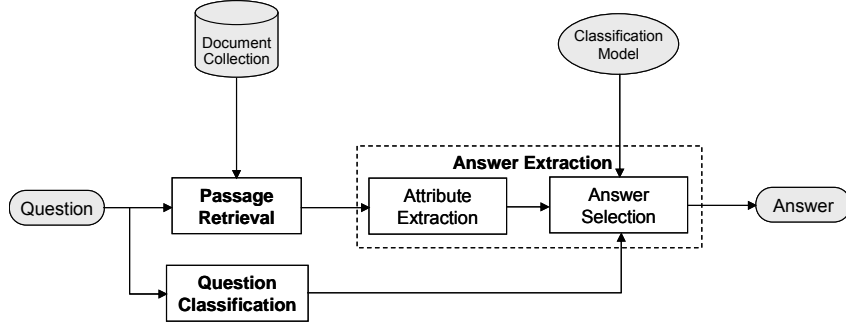 Document
Collection
Classification
Model
Answer Extraction
Question
Passage
Retrieval
Attribute
Extraction
Answer
Selection
Answer
Question
Classification